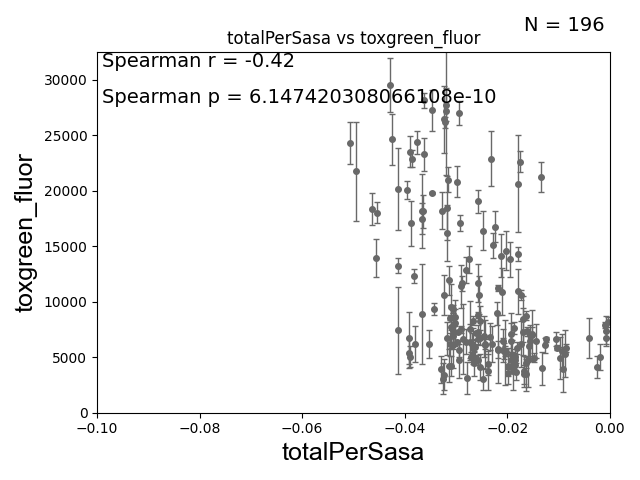 N = 196
totalPerSasa vs toxgreen_fluor
Spearman r = -0.42
Spearman p = 6.147420308066108e-10
30000
25000
20000
15000
10000
5000
0
toxgreen_fluor
−0.10 −0.08 −0.06 −0.04 −0.02 0.00
totalPerSasa